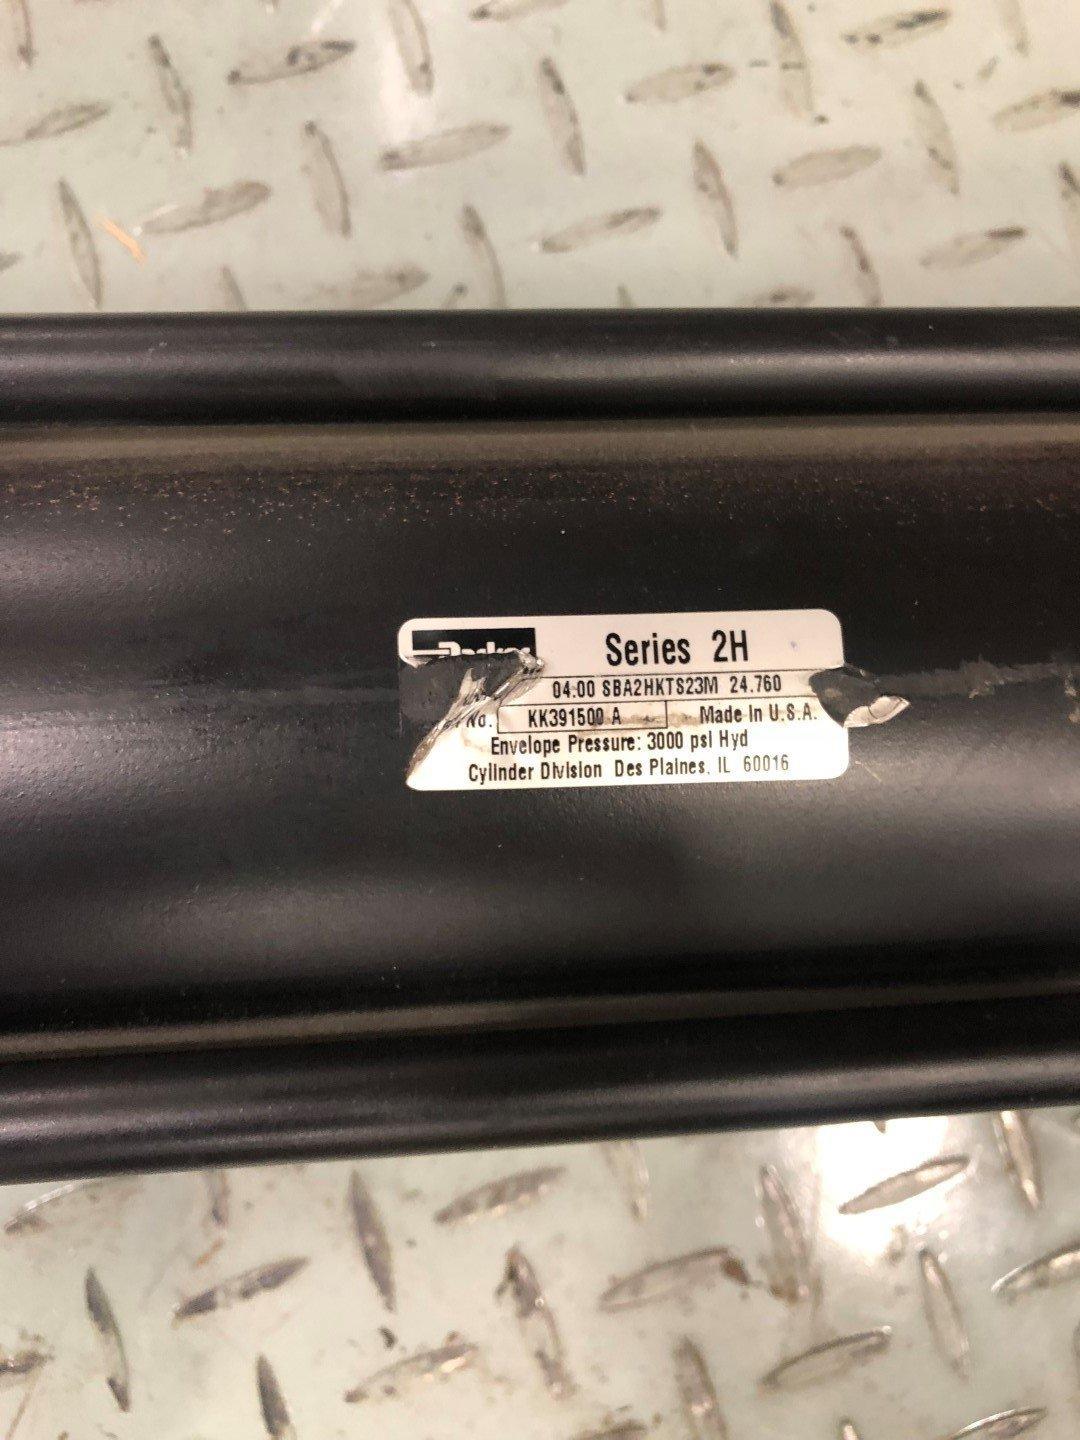 Parker Series 2H
04.00 SBA2HKTS23M 24.760
No. KK391500 A Made In U.S.A.
Envelope Pressure: 3000 psi Hyd
Cylinder Division Des Plaines, IL 60016